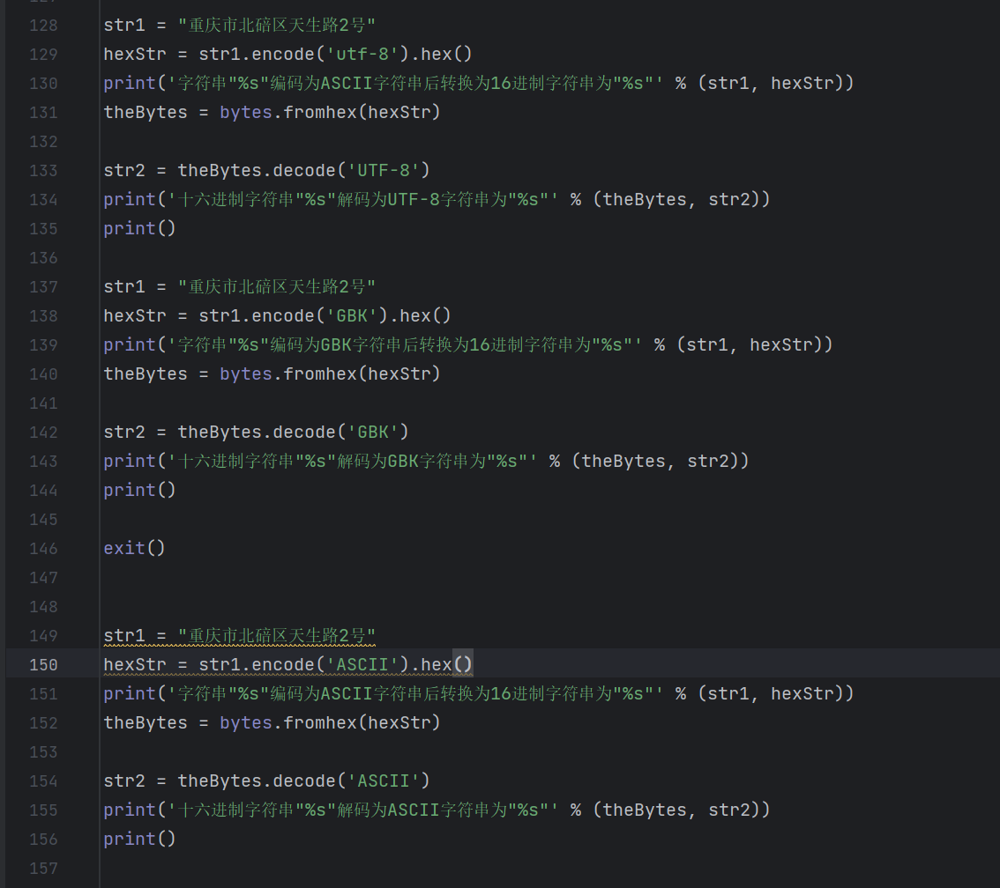 128 str1 = "重庆市北碚区天生路2号"
129 hexStr = str1.encode('utf-8').hex()
130 print('字符串"%s"编码为ASCII字符串后转换为16进制字符串为"%s"' % (str1, hexStr))
131 theBytes = bytes.fromhex(hexStr)
132
133 str2 = theBytes.decode('UTF-8')
134 print('十六进制字符串"%s"解码为UTF-8字符串为"%s"' % (theBytes, str2))
135 print()
136
137 str1 = "重庆市北碚区天生路2号"
138 hexStr = str1.encode('GBK').hex()
139 print('字符串"%s"编码为GBK字符串后转换为16进制字符串为"%s"' % (str1, hexStr))
140 theBytes = bytes.fromhex(hexStr)
141
142 str2 = theBytes.decode('GBK')
143 print('十六进制字符串"%s"解码为GBK字符串为"%s"' % (theBytes, str2))
144 print()
145
146 exit()
147
148
149 str1 = "重庆市北碚区天生路2号"
150 hexStr = str1.encode('ASCII').hex()
151 print('字符串"%s"编码为ASCII字符串后转换为16进制字符串为"%s"' % (str1, hexStr))
152 theBytes = bytes.fromhex(hexStr)
153
154 str2 = theBytes.decode('ASCII')
155 print('十六进制字符串"%s"解码为ASCII字符串为"%s"' % (theBytes, str2))
156 print()
157